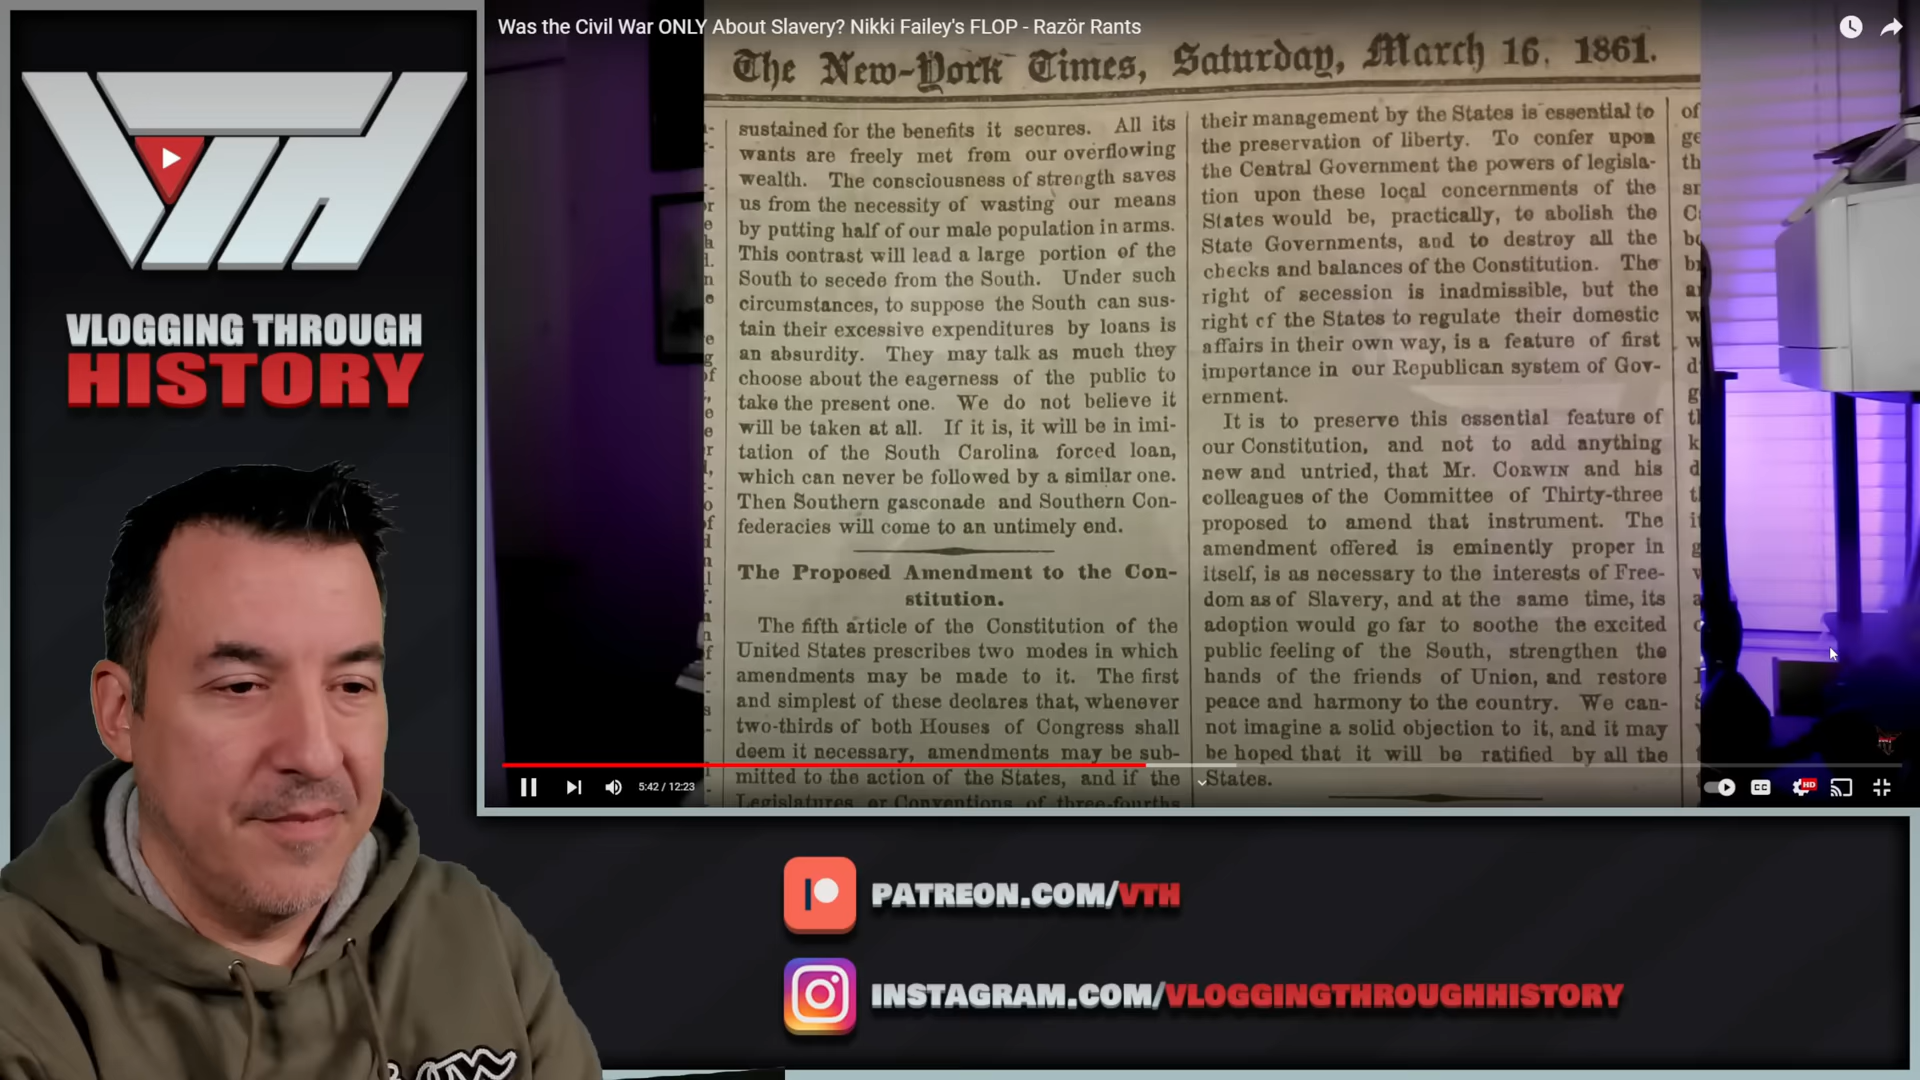 VTH
VLOGGING THROUGH
HISTORY
Was the Civil War ONLY About Slavery? Nikki Failey's FLOP - Razör Rants
The New-York Times, Saturday, March 16, 1861.
sustained for the benefits it secures. All its
wants are freely met from our overflowing
wealth. The consciousness of strength saves
us from the necessity of wasting our means
by putting half of our male population in arms.
This contrast will lead a large portion of the
South to secede from the South. Under such
circumstances, to suppose the South can sus-
tain their excessive expenditures by loans is
an absurdity. They may talk as much they
choose about the eagerness of the public to
take the present one. We do not believe it
will be taken at all. If it is, it will be in imi-
tation of the South Carolina forced loan,
which can never be followed by a similar one.
Then Southern gasconade and Southern Con-
federacies will come to an untimely end.
The Proposed Amendment to the Con-
stitution.
The fifth article of the Constitution of the
United States prescribes two modes in which
amendments may be made to it. The first
and simplest of these declares that, whenever
two-thirds of both Houses of Congress shall
deem it necessary, amendments may be sub-
mitted to the action of the States, and if the
Legislatures or Conventions of three-fourths
their management by the States is essential to
the preservation of liberty. To confer upon
the Central Government the powers of legisla-
tion upon these local concernments of the
States would be, practically, to abolish the
State Governments, and to destroy all the
checks and balances of the Constitution. The
right of secession is inadmissible, but the
right of the States to regulate their domestic
affairs in their own way, is a feature of first
importance in our Republican system of Gov-
ernment.
It is to preserve this essential feature of
our Constitution, and not to add anything
new and untried, that Mr. CORWIN and his
colleagues of the Committee of Thirty-three
proposed to amend that instrument. The
amendment offered is eminently proper in
itself, is as necessary to the interests of Free-
dom as of Slavery, and at the same time, its
adoption would go far to soothe the excited
public feeling of the South, strengthen the
hands of the friends of Union, and restore
peace and harmony to the country. We can-
not imagine a solid objection to it, and it may
be hoped that it will be ratified by all the
States.
5:42 / 12:23
CC
HD
PATREON.COM/VTH
INSTAGRAM.COM/VLOGGINGTHROUGHHISTORY